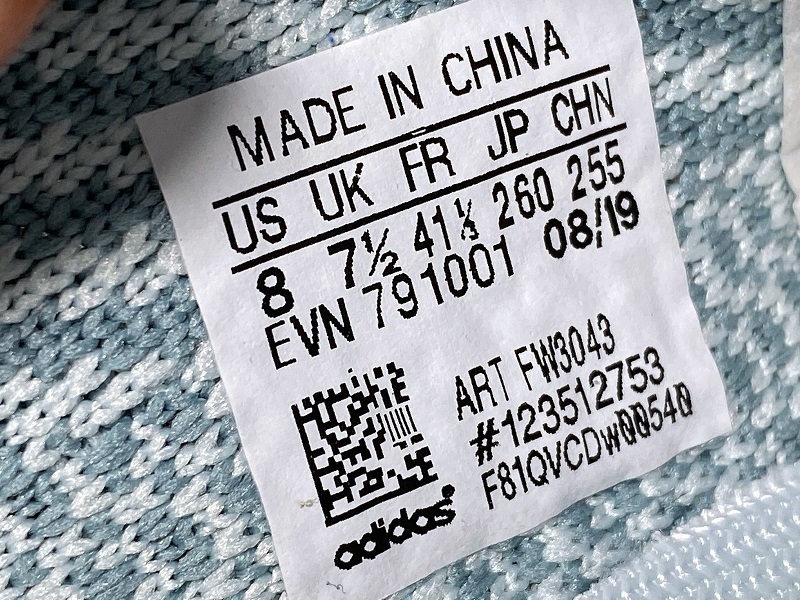 MADE IN CHINA
US UK FR JP CHN
8 7½ 41⅓ 260 255
EVN 791001 08/19
ART FW3043
#123512753
F81QVCDW00540
adidas